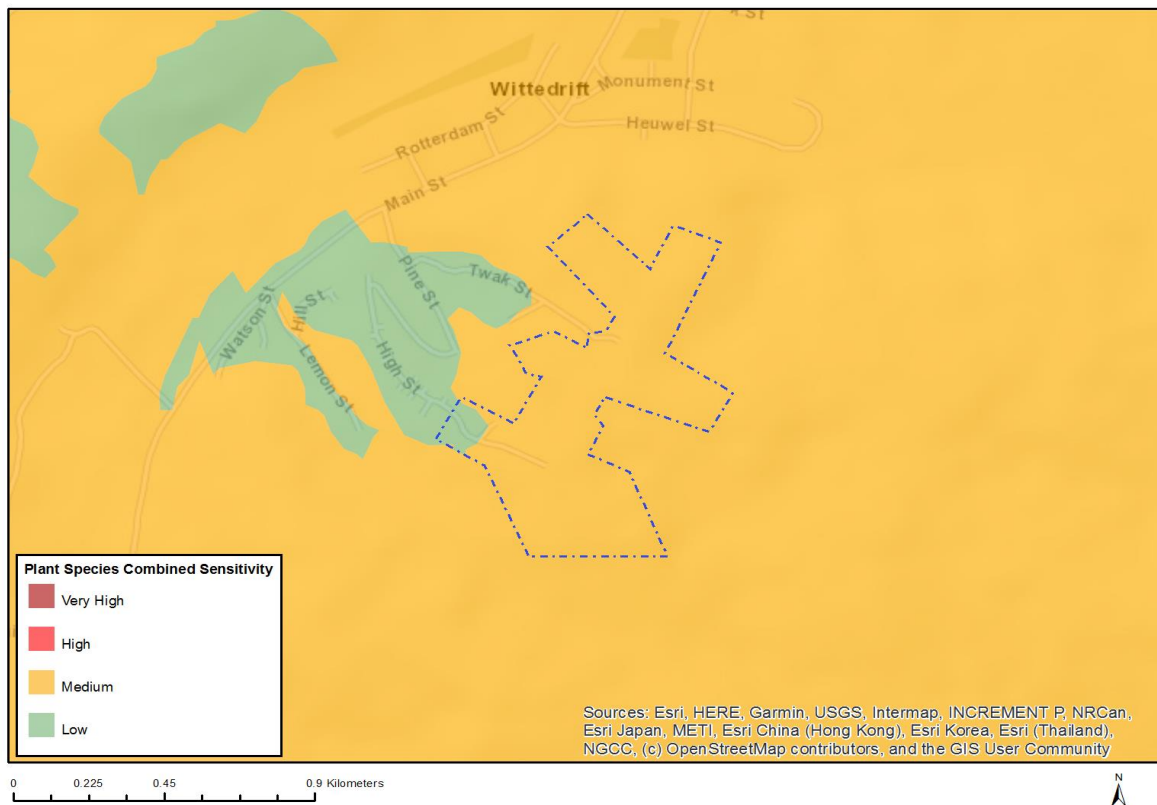 k St
Wittedrift
Monument St
Heuwel St
Rotterdam St
Main St
Twak St
Pine St
Hill St
Watson St
High St
Lemon St
Plant Species Combined Sensitivity
Very High
High
Medium
Low
Sources: Esri, HERE, Garmin, USGS, Intermap, INCREMENT P, NRCan,
Esri Japan, METI, Esri China (Hong Kong), Esri Korea, Esri (Thailand),
NGCC, (c) OpenStreetMap contributors, and the GIS User Community
0 0.225 0.45 0.9 Kilometers
N